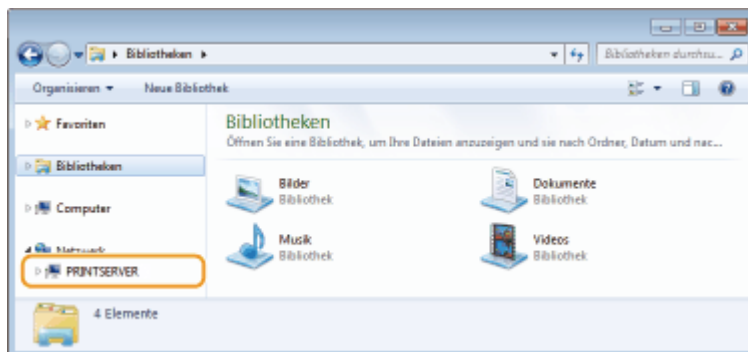 Bibliotheken
Bibliotheken durchsu...
Organisieren Neue Bibliothek
Favoriten
Bibliotheken
Computer
Netzwerk
PRINTSERVER
Bibliotheken
Öffnen Sie eine Bibliothek, um Ihre Dateien anzuzeigen und sie nach Ordner, Datum und nac...
Bilder
Bibliothek
Dokumente
Bibliothek
Musik
Bibliothek
Videos
Bibliothek
4 Elemente